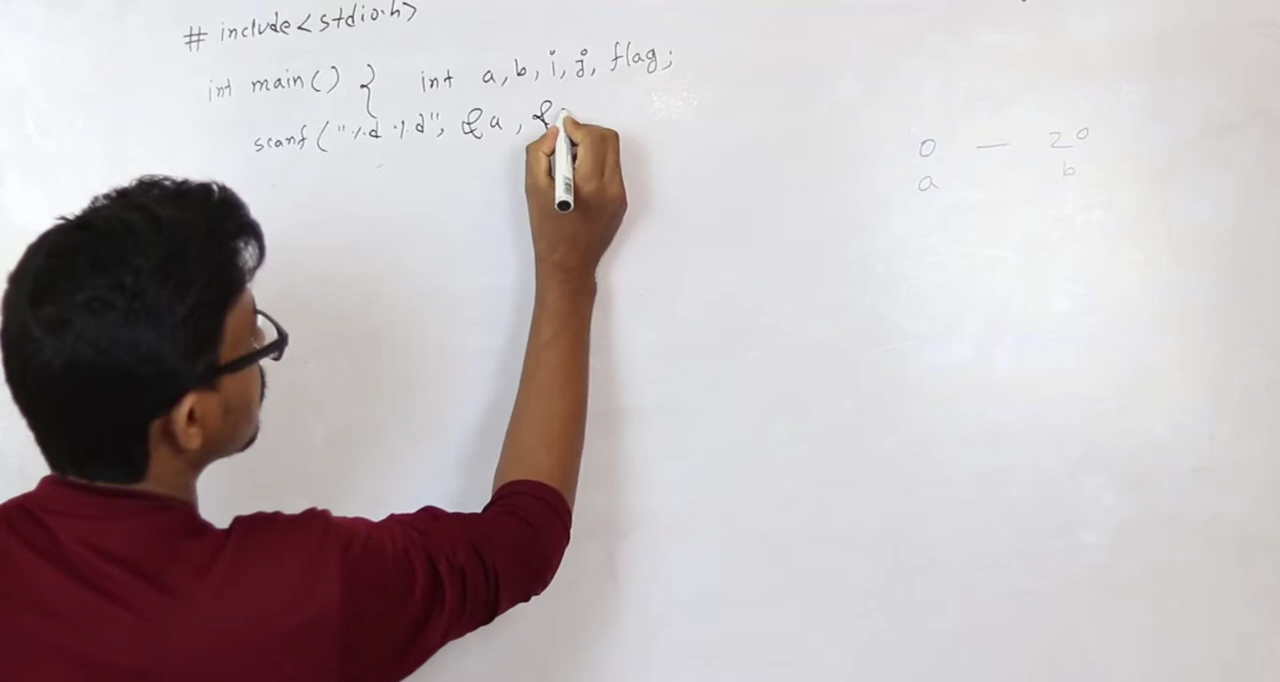 # include<stdio.h>
int main() { int a, b, i, j, flag;
scanf ("%d %d", &a, &
0 — 20
a b